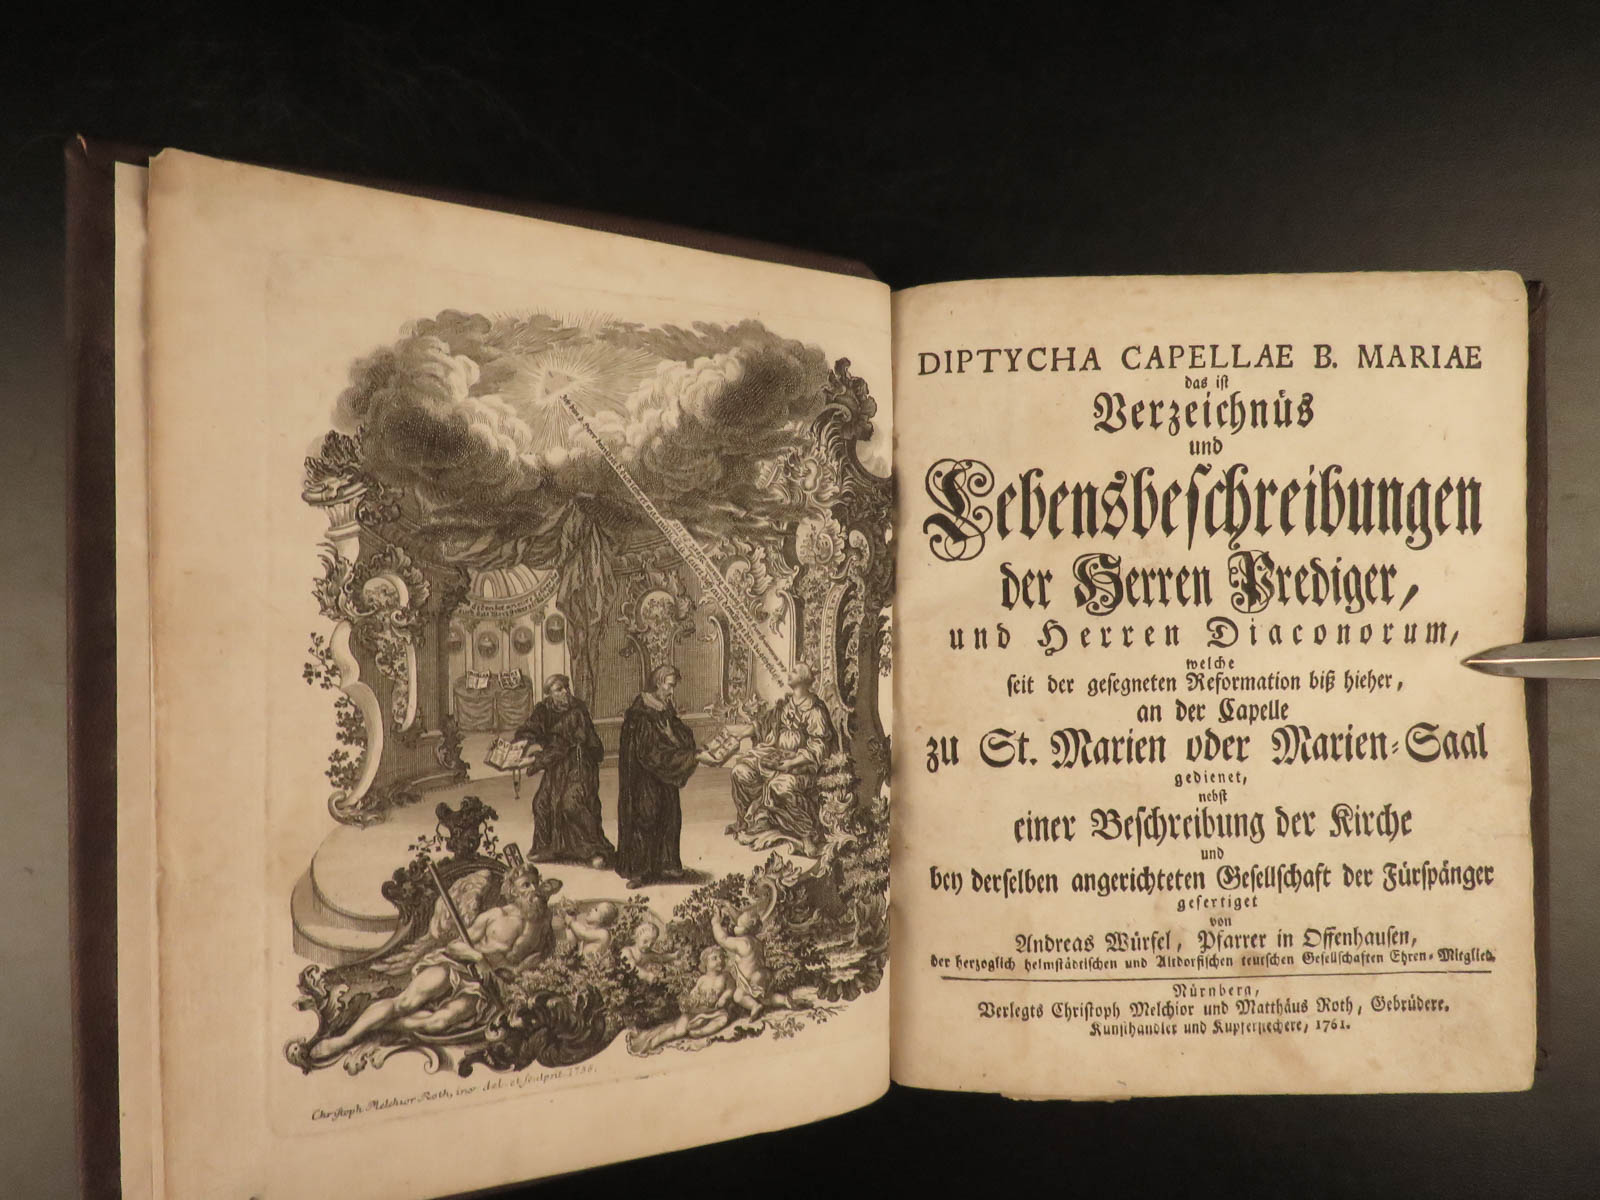 Christoph Melchior Roth, inv. del. et sculpsit 1756.
DIPTYCHA CAPELLAE B. MARIAE
das ist
Verzeichnüs
und
Lebensbeſchreibungen
der Herren Prediger,
und Herren Diaconorum,
welche
ſeit der geſegneten Reformation biß hieher,
an der Capelle
zu St. Marien oder Marien-Saal
gedienet,
nebſt
einer Beſchreibung der Kirche
und
bey derſelben angerichteten Geſellſchaft der Fürſpänger
gefertiget
von
Andreas Würfel, Pfarrer in Offenhauſen,
der herzoglich helmſtädtiſchen und Altdorfiſchen teutſchen Geſellſchaften Ehren-Mitglied.
Nürnberg,
Verlegts Chriſtoph Melchior und Matthäus Roth, Gebrüdere.
Kunſthändler und Kupferſtechere, 1761.